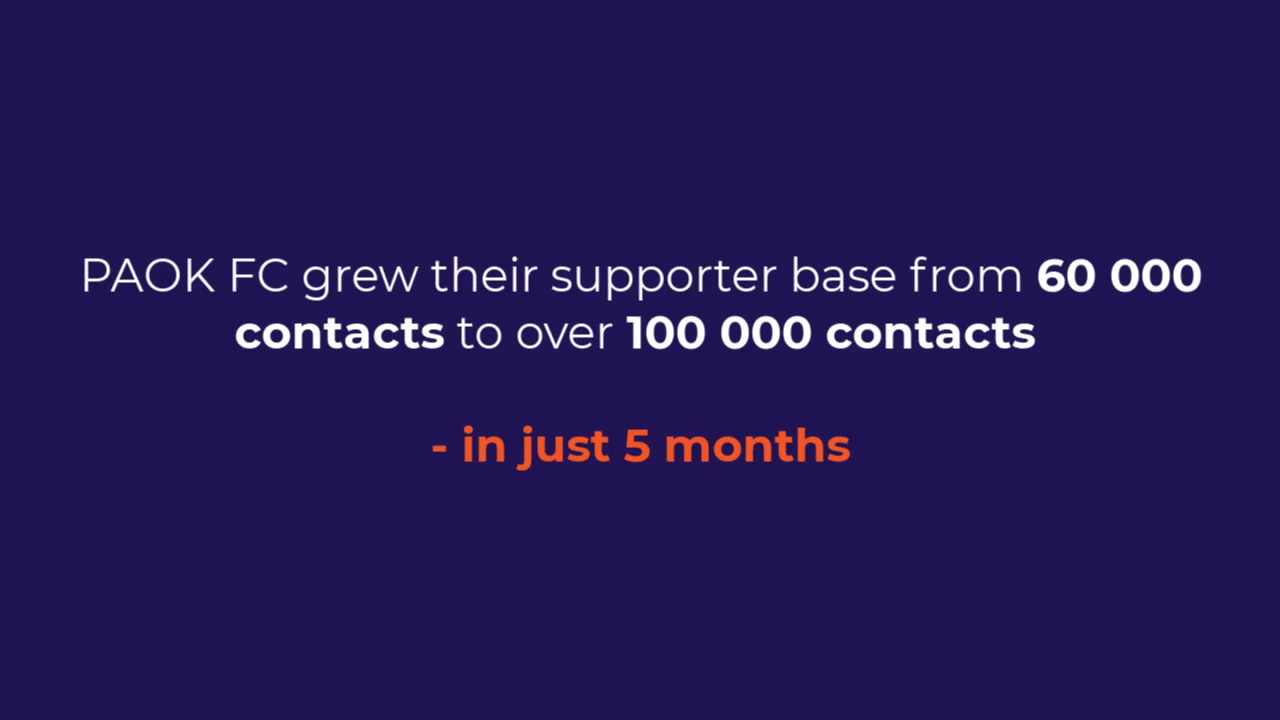 PAOK FC grew their supporter base from 60 000
contacts to over 100 000 contacts
- in just 5 months